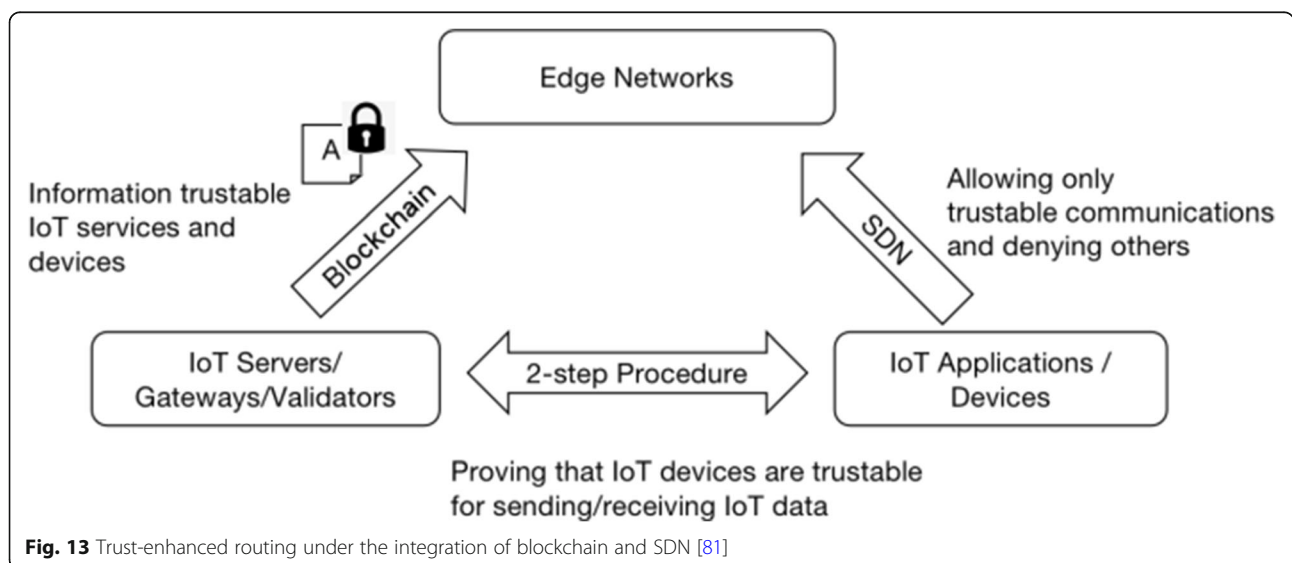 Edge Networks
A
Information trustable
IoT services and
devices
Blockchain
SDN
Allowing only
trustable communications
and denying others
IoT Servers/
Gateways/Validators
2-step Procedure
IoT Applications /
Devices
Proving that IoT devices are trustable
for sending/receiving IoT data
Fig. 13 Trust-enhanced routing under the integration of blockchain and SDN [81]